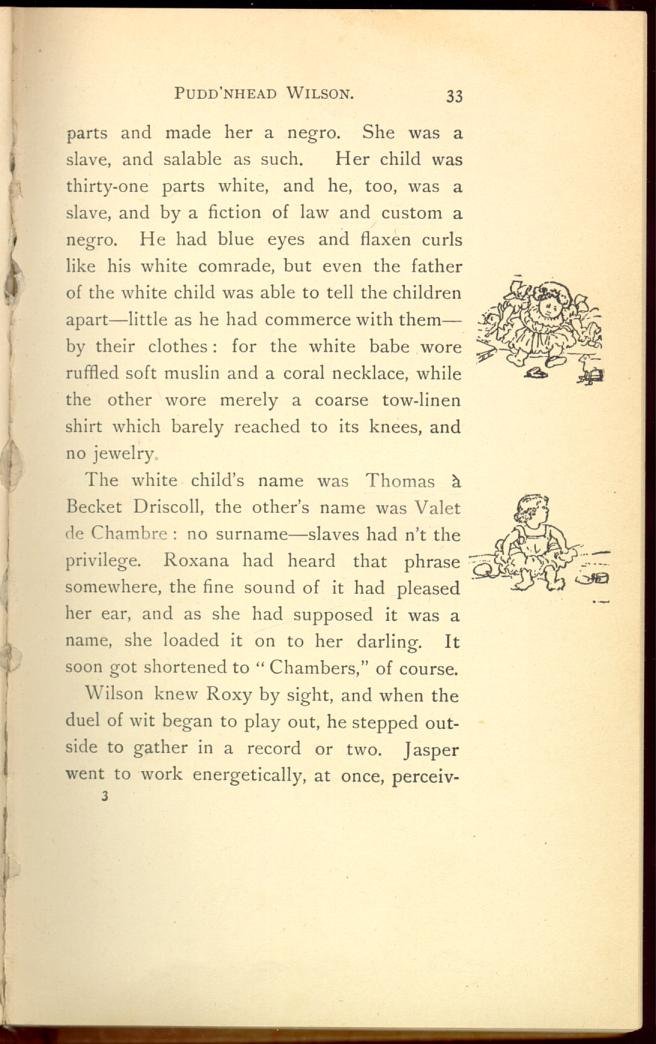 PUDD'NHEAD WILSON. 33
parts and made her a negro. She was a
slave, and salable as such. Her child was
thirty-one parts white, and he, too, was a
slave, and by a fiction of law and custom a
negro. He had blue eyes and flaxen curls
like his white comrade, but even the father
of the white child was able to tell the children
apart—little as he had commerce with them—
by their clothes: for the white babe wore
ruffled soft muslin and a coral necklace, while
the other wore merely a coarse tow-linen
shirt which barely reached to its knees, and
no jewelry.
The white child's name was Thomas à
Becket Driscoll, the other's name was Valet
de Chambre: no surname—slaves had n't the
privilege. Roxana had heard that phrase
somewhere, the fine sound of it had pleased
her ear, and as she had supposed it was a
name, she loaded it on to her darling. It
soon got shortened to "Chambers," of course.
Wilson knew Roxy by sight, and when the
duel of wit began to play out, he stepped out-
side to gather in a record or two. Jasper
went to work energetically, at once, perceiv-
3